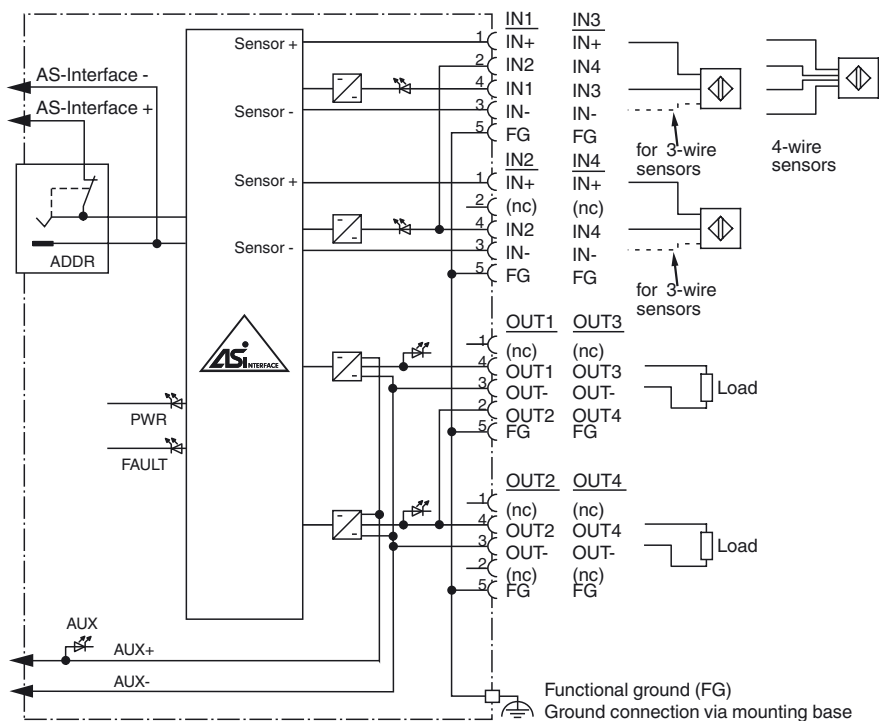 IN1 IN3
Sensor + 1 IN+ IN+
2 IN2 IN4
4 IN1 IN3
Sensor - 3 IN- IN-
5 FG FG
AS-Interface -
AS-Interface +
for 3-wire
sensors
4-wire
sensors
IN2 IN4
Sensor + 1 IN+ IN+
2 (nc) (nc)
4 IN2 IN4
Sensor - 3 IN- IN-
5 FG FG
ADDR
for 3-wire
sensors
OUT1 OUT3
1 (nc) (nc)
4 OUT1 OUT3
3 OUT- OUT-
2 OUT2 OUT4
5 FG FG
Load
ASi INTERFACE
PWR
FAULT
OUT2 OUT4
1 (nc) (nc)
4 OUT2 OUT4
3 OUT- OUT-
2 (nc) (nc)
5 FG FG
Load
AUX
AUX+
AUX-
Functional ground (FG)
Ground connection via mounting base